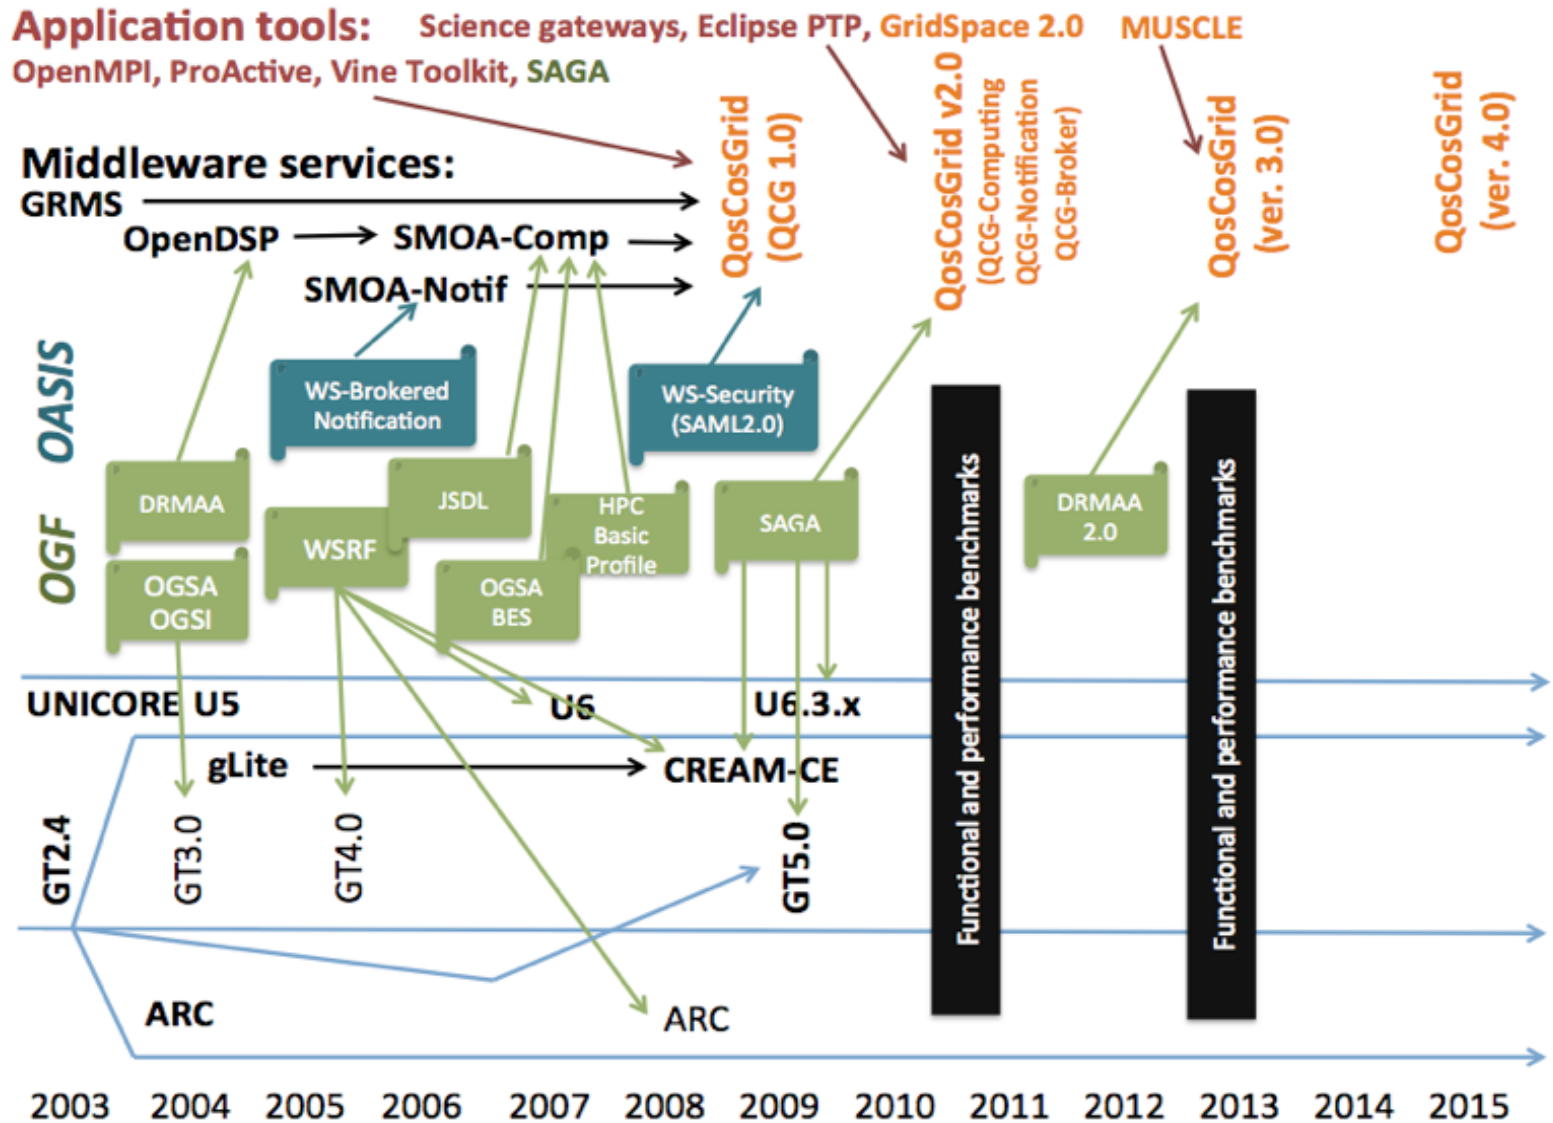 Application tools: Science gateways, Eclipse PTP, GridSpace 2.0 MUSCLE
OpenMPI, ProActive, Vine Toolkit, SAGA
Middleware services:
GRMS
OpenDSP
SMOA-Comp
SMOA-Notif
QosCosGrid
(QCG 1.0)
QosCosGrid v2.0
(QCG-Computing
QCG-Notification
QCG-Broker)
QosCosGrid
(ver. 3.0)
QosCosGrid
(ver. 4.0)
OASIS
WS-Brokered
Notification
WS-Security
(SAML2.0)
OGF
DRMAA
OGSA
OGSI
WSRF
JSDL
OGSA
BES
HPC
Basic
Profile
SAGA
DRMAA
2.0
Functional and performance benchmarks
Functional and performance benchmarks
UNICORE U5
U6
U6.3.x
gLite
CREAM-CE
GT2.4
GT3.0
GT4.0
GT5.0
ARC
ARC
2003 2004 2005 2006 2007 2008 2009 2010 2011 2012 2013 2014 2015